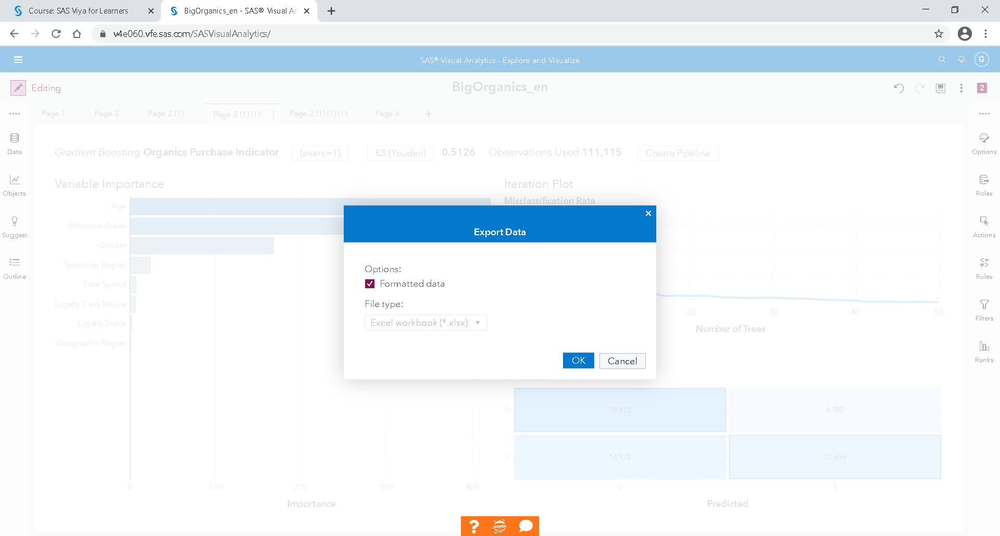 Course: SAS Viya for Learners
BigOrganics_en - SAS® Visual An
v4e060.vfe.sas.com/SASVisualAnalytics/
SAS® Visual Analytics - Explore and Visualize
G
Editing
BigOrganics_en
2
Page 1
Page 2
Page 2 (1)
Page 2 (1) (1)
Page 2 (1) (1) (1)
Page 6
Data
Objects
Suggest
Outline
Gradient Boosting Organics Purchase Indicator
(event=1)
KS (Youden)
0.5126
Observations Used 111,115
Create Pipeline
Variable Importance
Age
Affluence Grade
Gender
Television Region
Total Spend
Loyalty Card Tenure
Loyalty Status
Geographic Region
0 100 200 300 400
Importance
Iteration Plot
Misclassification Rate
20 30 40 50
Number of Trees
Export Data
Options:
Formatted data
File type:
Excel workbook (*.xlsx)
OK
Cancel
0 78,810 4,780
1 14,970 12,555
0 1
Predicted
Options
Roles
Actions
Rules
Filters
Ranks
?
jupyter